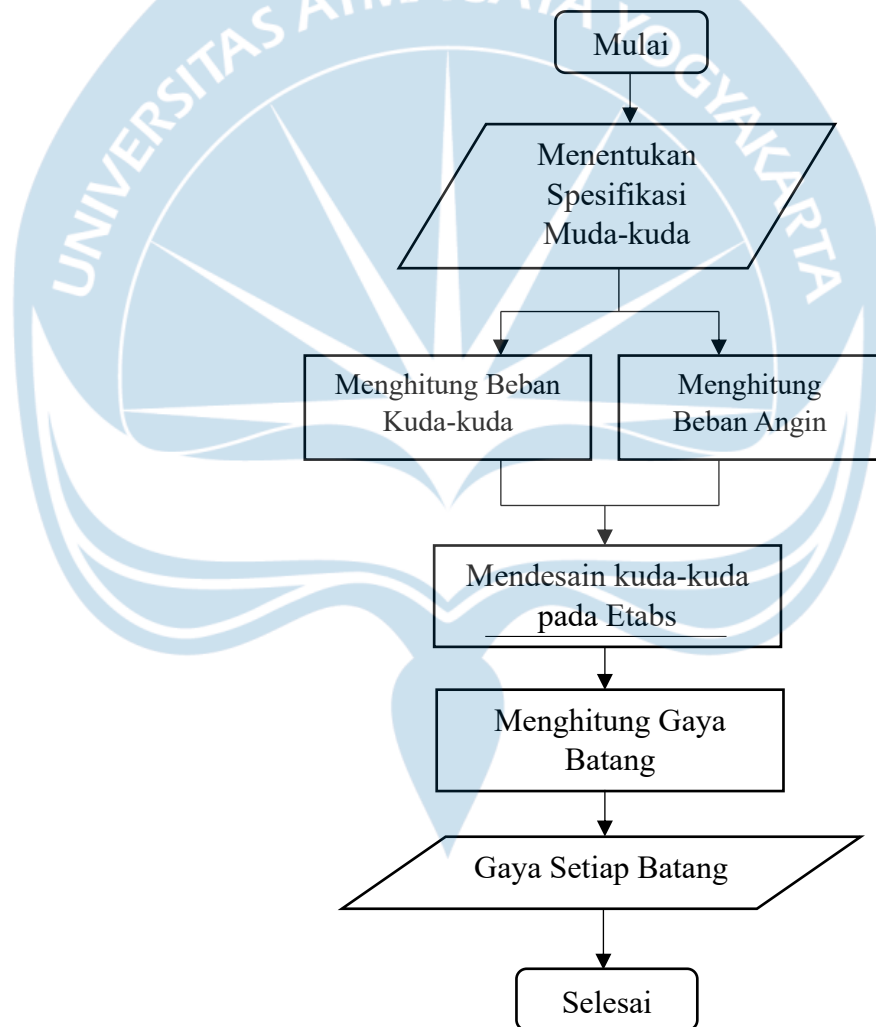 UNIVERSITAS ATMA JAYA YOGYAKARTA
Mulai
Menentukan
Spesifikasi
Muda-kuda
Menghitung Beban
Kuda-kuda
Menghitung
Beban Angin
Mendesain kuda-kuda
pada Etabs
Menghitung Gaya
Batang
Gaya Setiap Batang
Selesai